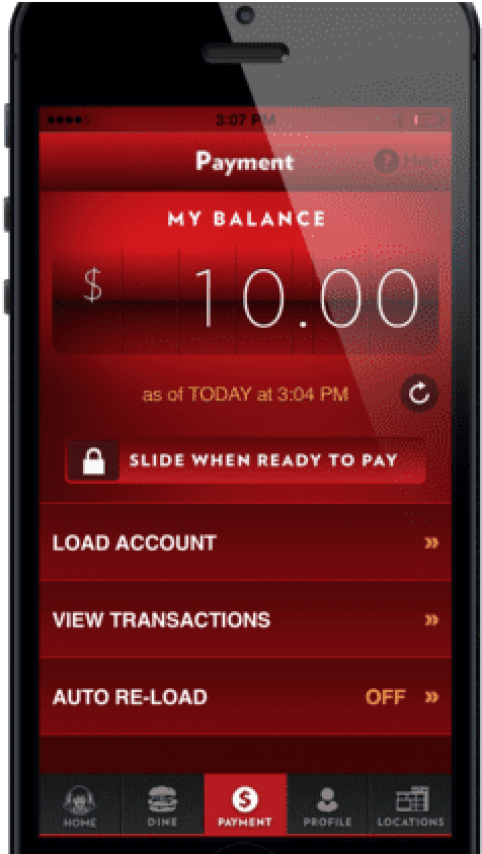 3:07 PM
Payment
? Help
MY BALANCE
$ 10.00
as of TODAY at 3:04 PM
SLIDE WHEN READY TO PAY
LOAD ACCOUNT »
VIEW TRANSACTIONS »
AUTO RE-LOAD OFF »
HOME DINE PAYMENT PROFILE LOCATIONS